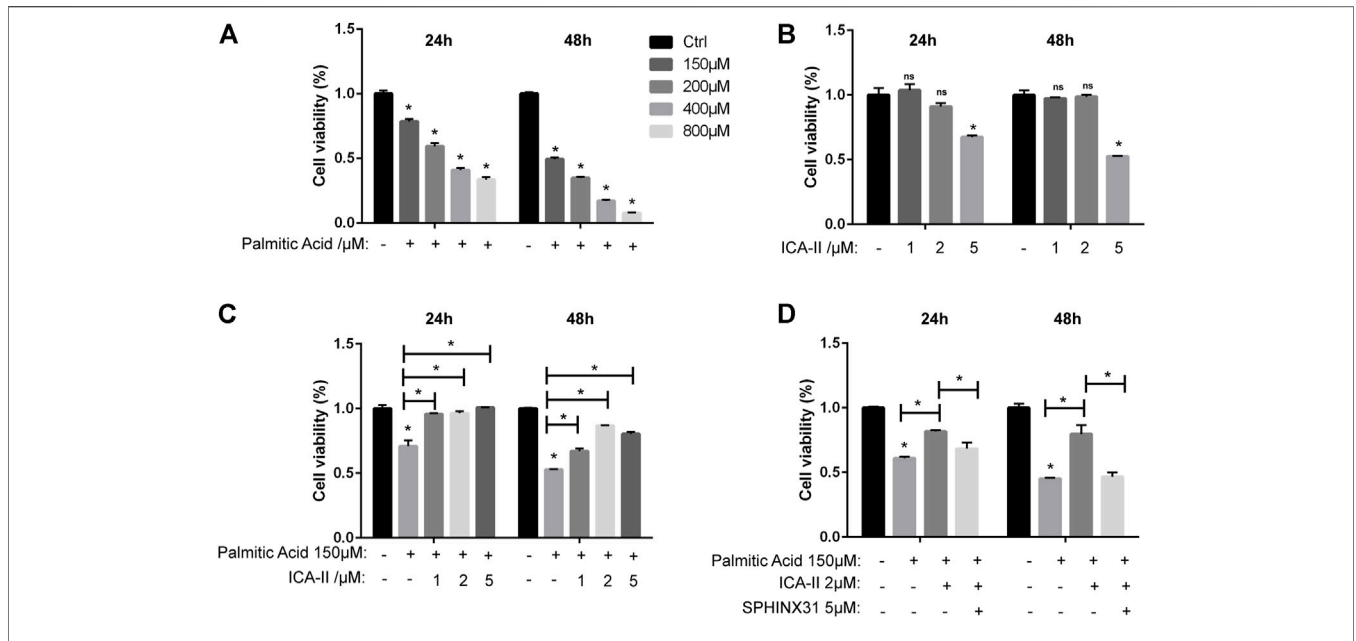 A
24h
48h
1.5
1.0
0.5
0.0
Cell viability (%)
* * * *
* * * *
Palmitic Acid /μM: - + + + + - + + + +
Ctrl
150μM
200μM
400μM
800μM
B
24h
48h
1.5
1.0
0.5
0.0
Cell viability (%)
ns ns *
ns ns *
ICA-II /μM: - 1 2 5 - 1 2 5
C
24h
48h
1.5
1.0
0.5
0.0
Cell viability (%)
* * * *
* * * *
Palmitic Acid 150μM: - + + + + - + + + +
ICA-II /μM: - - 1 2 5 - - 1 2 5
D
24h
48h
1.5
1.0
0.5
0.0
Cell viability (%)
* * *
* * *
Palmitic Acid 150μM: - + + + - + + +
ICA-II 2μM: - - + + - - + +
SPHINX31 5μM: - - - + - - - +